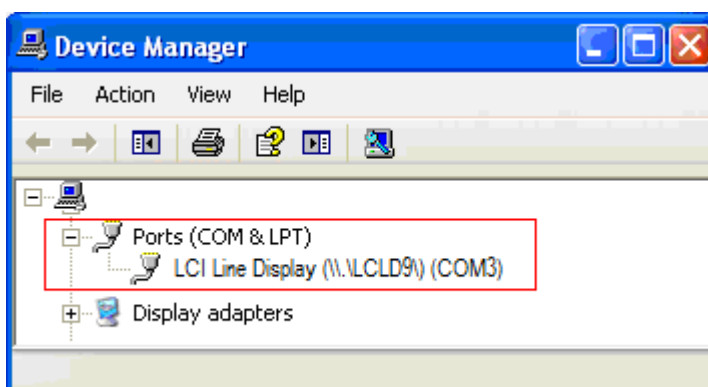 Device Manager
File Action View Help
Ports (COM & LPT)
LCI Line Display (\\.\LCLD9\) (COM3)
Display adapters